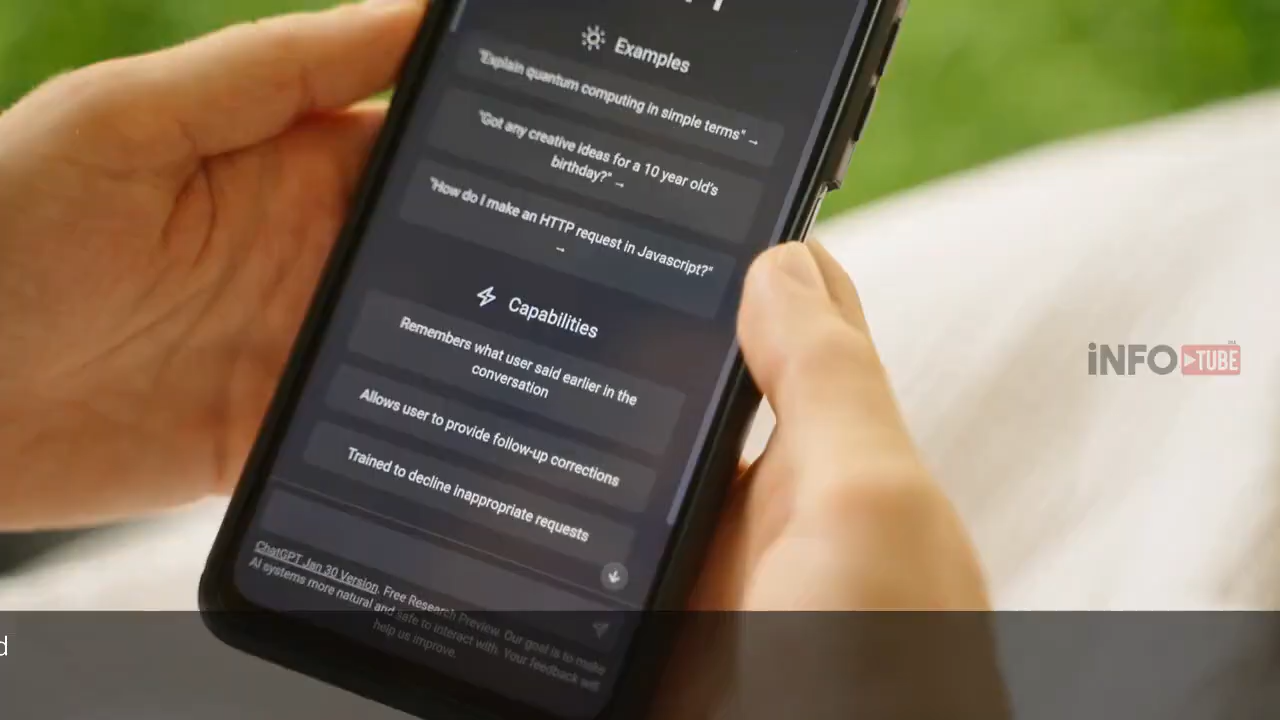 Examples
"Explain quantum computing in simple terms" →
"Got any creative ideas for a 10 year old's
birthday?" →
"How do I make an HTTP request in Javascript?"
→
Capabilities
Remembers what user said earlier in the
conversation
Allows user to provide follow-up corrections
Trained to decline inappropriate requests
ChatGPT Jan 30 Version. Free Research Preview. Our goal is to make
AI systems more natural and safe to interact with. Your feedback will
help us improve.
iNFO TUBE
d